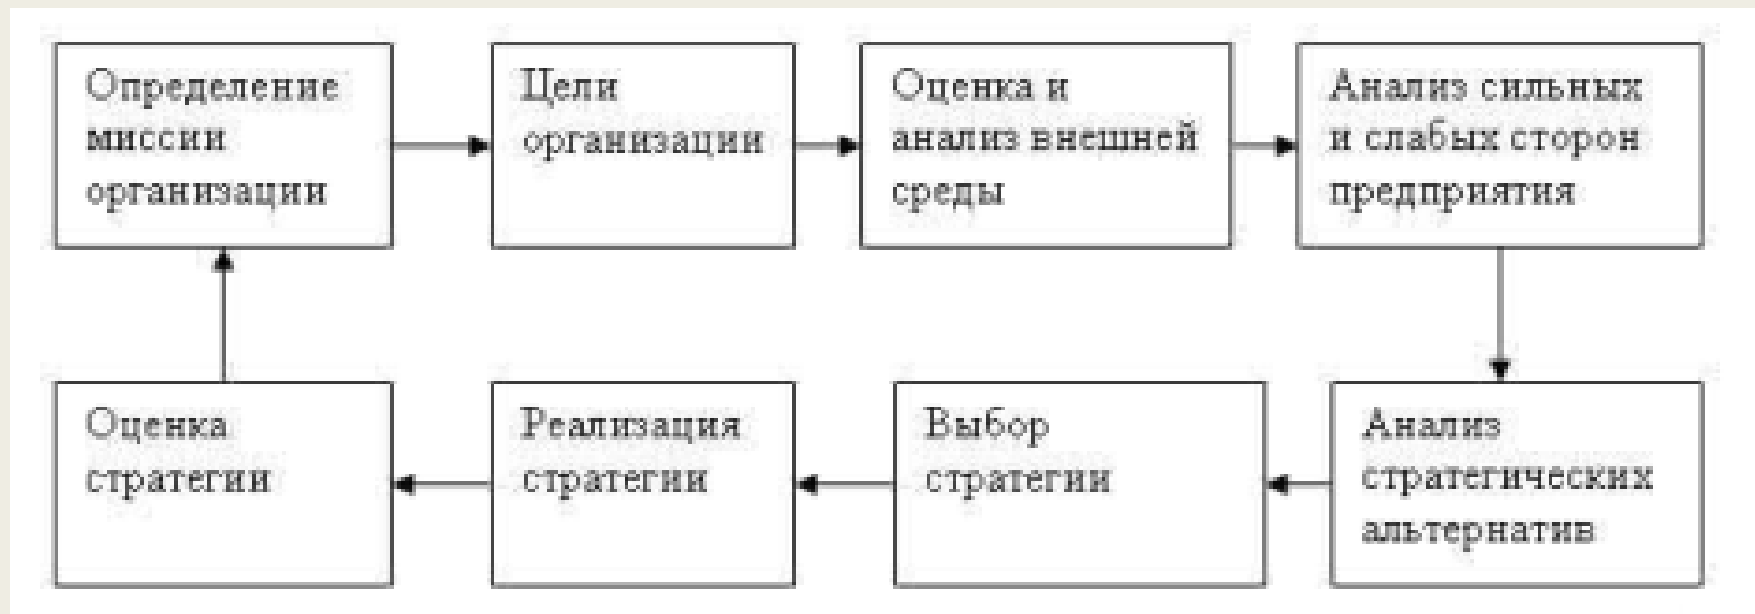 Определение
миссии
организации
Цели
организации
Оценка и
анализ внешней
среды
Анализ сильных
и слабых сторон
предприятия
Оценка
стратегии
Реализация
стратегии
Выбор
стратегии
Анализ
стратегических
альтернатив